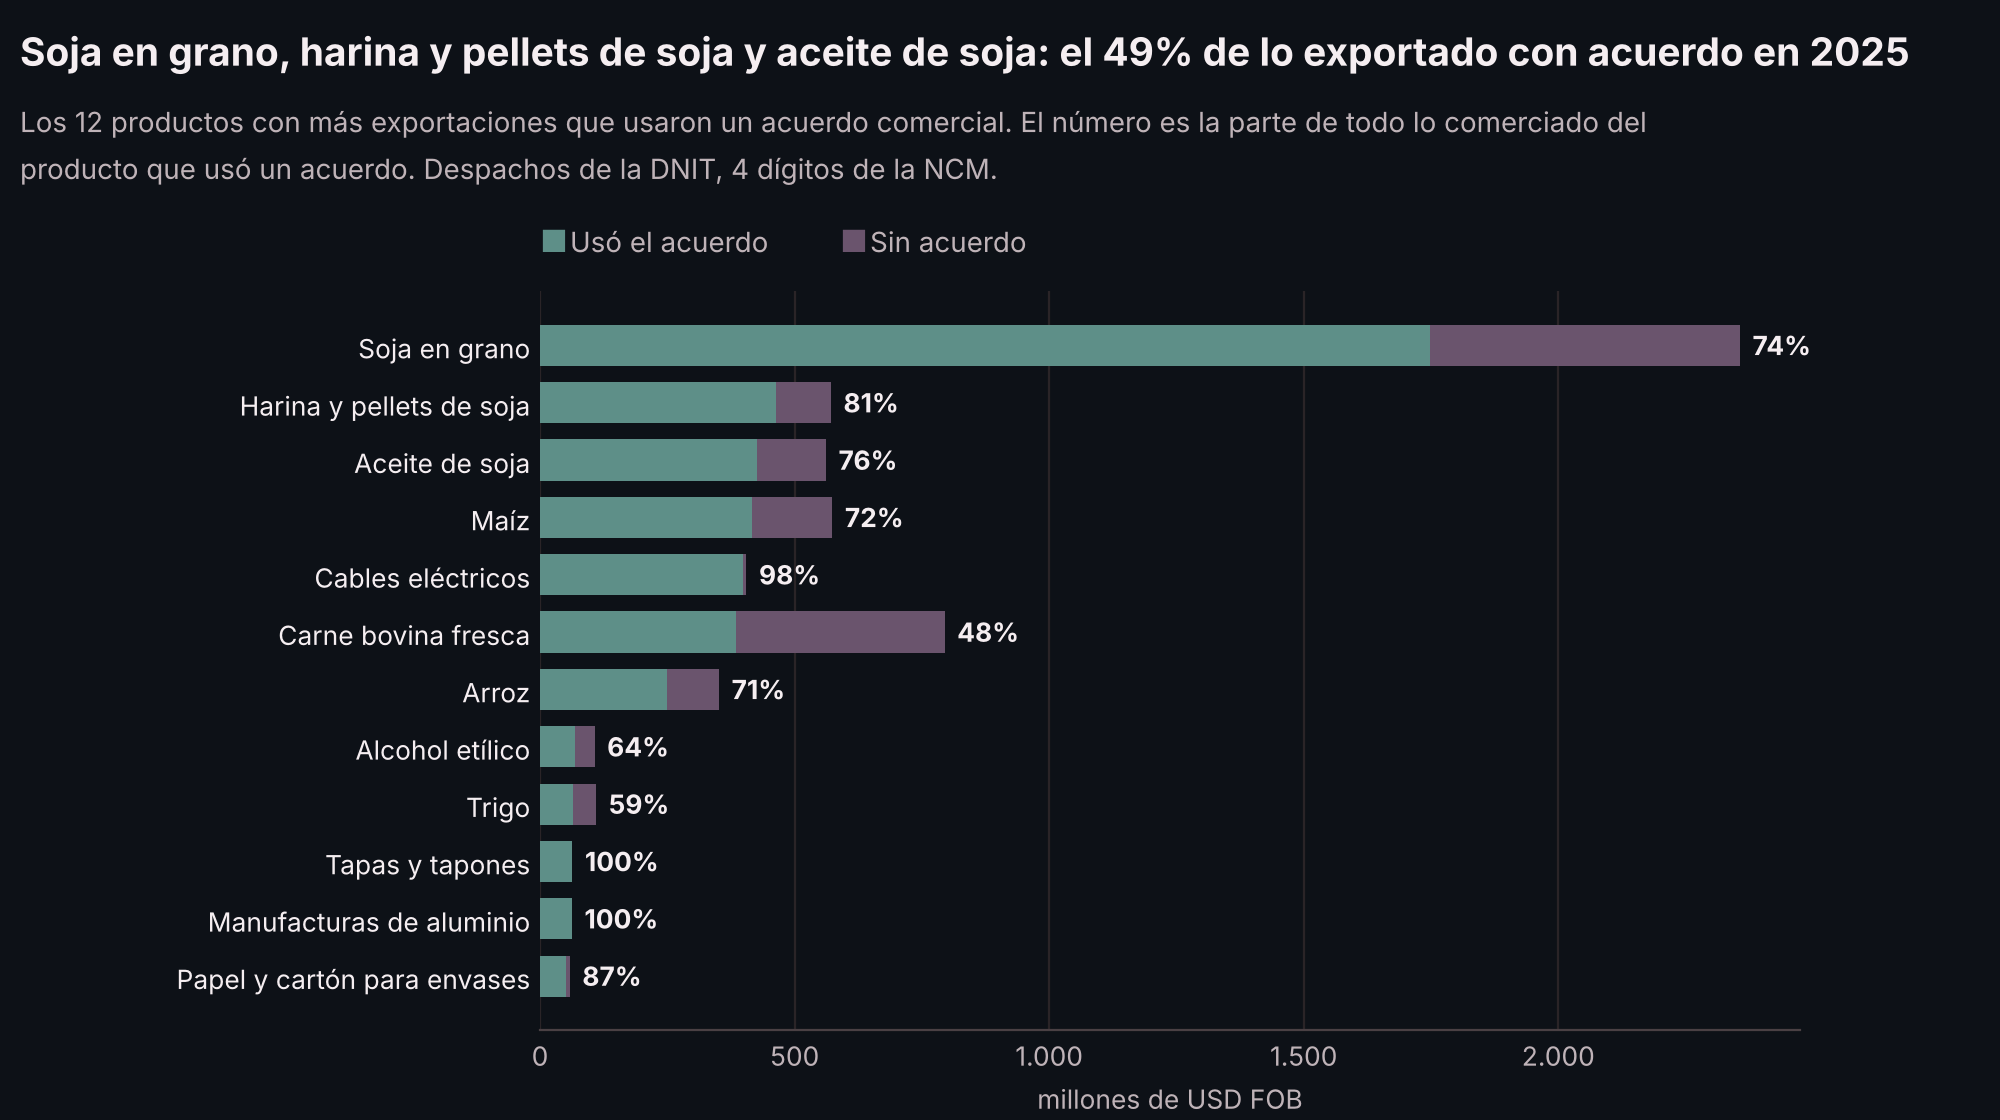 Soja en grano, harina y pellets de soja y aceite de soja: el 49% de lo exportado con acuerdo en 2025
Los 12 productos con más exportaciones que usaron un acuerdo comercial. El número es la parte de todo lo comerciado del
producto que usó un acuerdo. Despachos de la DNIT, 4 dígitos de la NCM.
Usó el acuerdo
Sin acuerdo
Soja en grano 74%
Harina y pellets de soja 81%
Aceite de soja 76%
Maíz 72%
Cables eléctricos 98%
Carne bovina fresca 48%
Arroz 71%
Alcohol etílico 64%
Trigo 59%
Tapas y tapones 100%
Manufacturas de aluminio 100%
Papel y cartón para envases 87%
0 500 1.000 1.500 2.000
millones de USD FOB